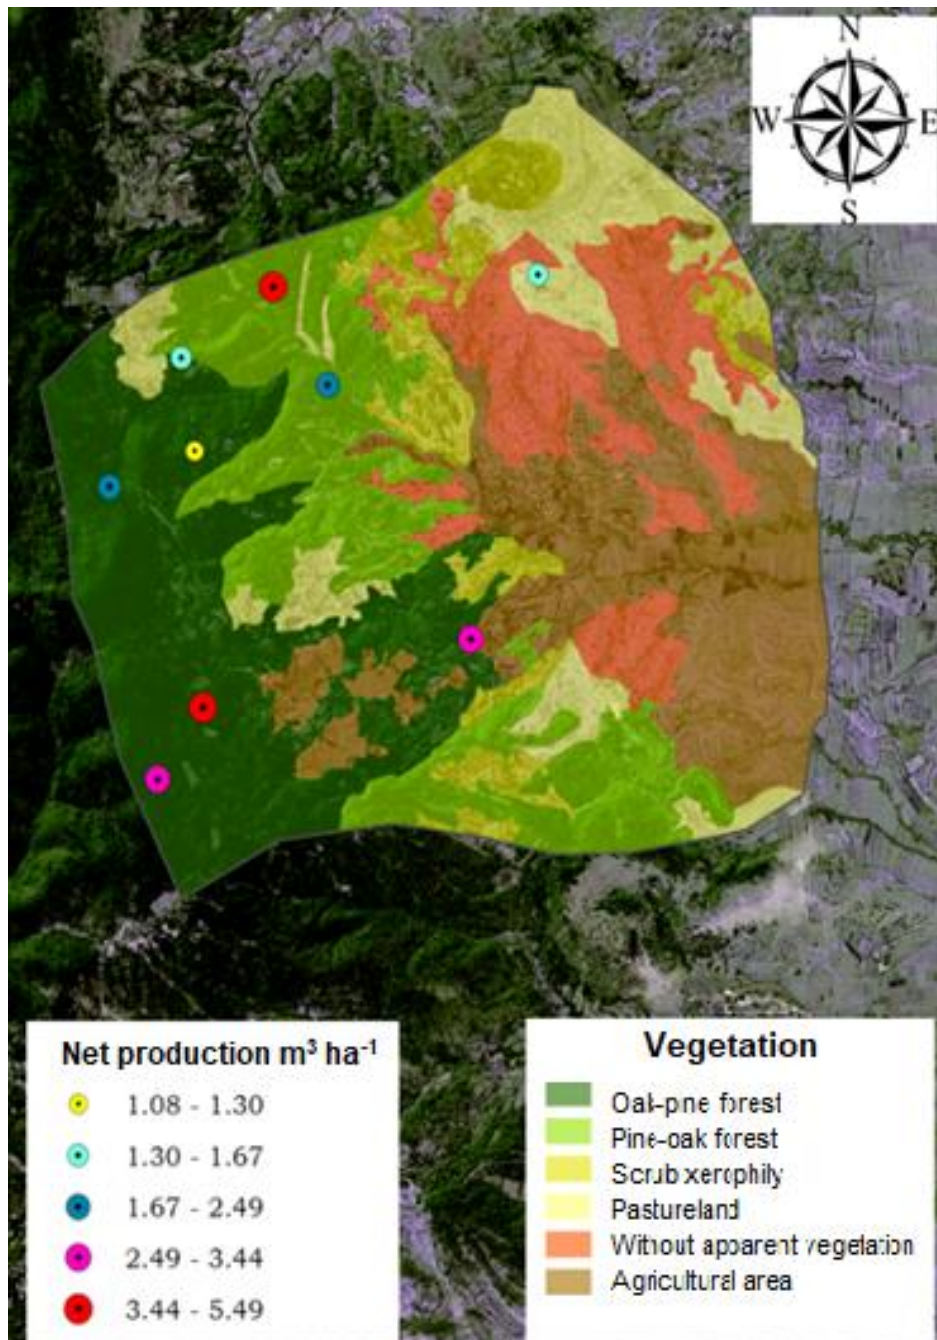 N
W E
S
Net production m³ ha⁻¹
1.08 - 1.30
1.30 - 1.67
1.67 - 2.49
2.49 - 3.44
3.44 - 5.49
Vegetation
Oak-pine forest
Pine-oak forest
Scrub xerophily
Pastureland
Without apparent vegetation
Agricultural area